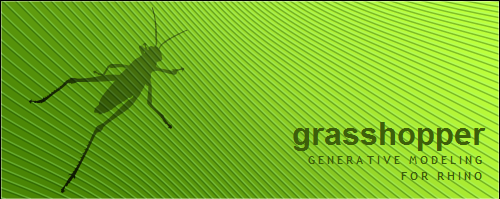 grasshopper
GENERATIVE MODELING
FOR RHINO